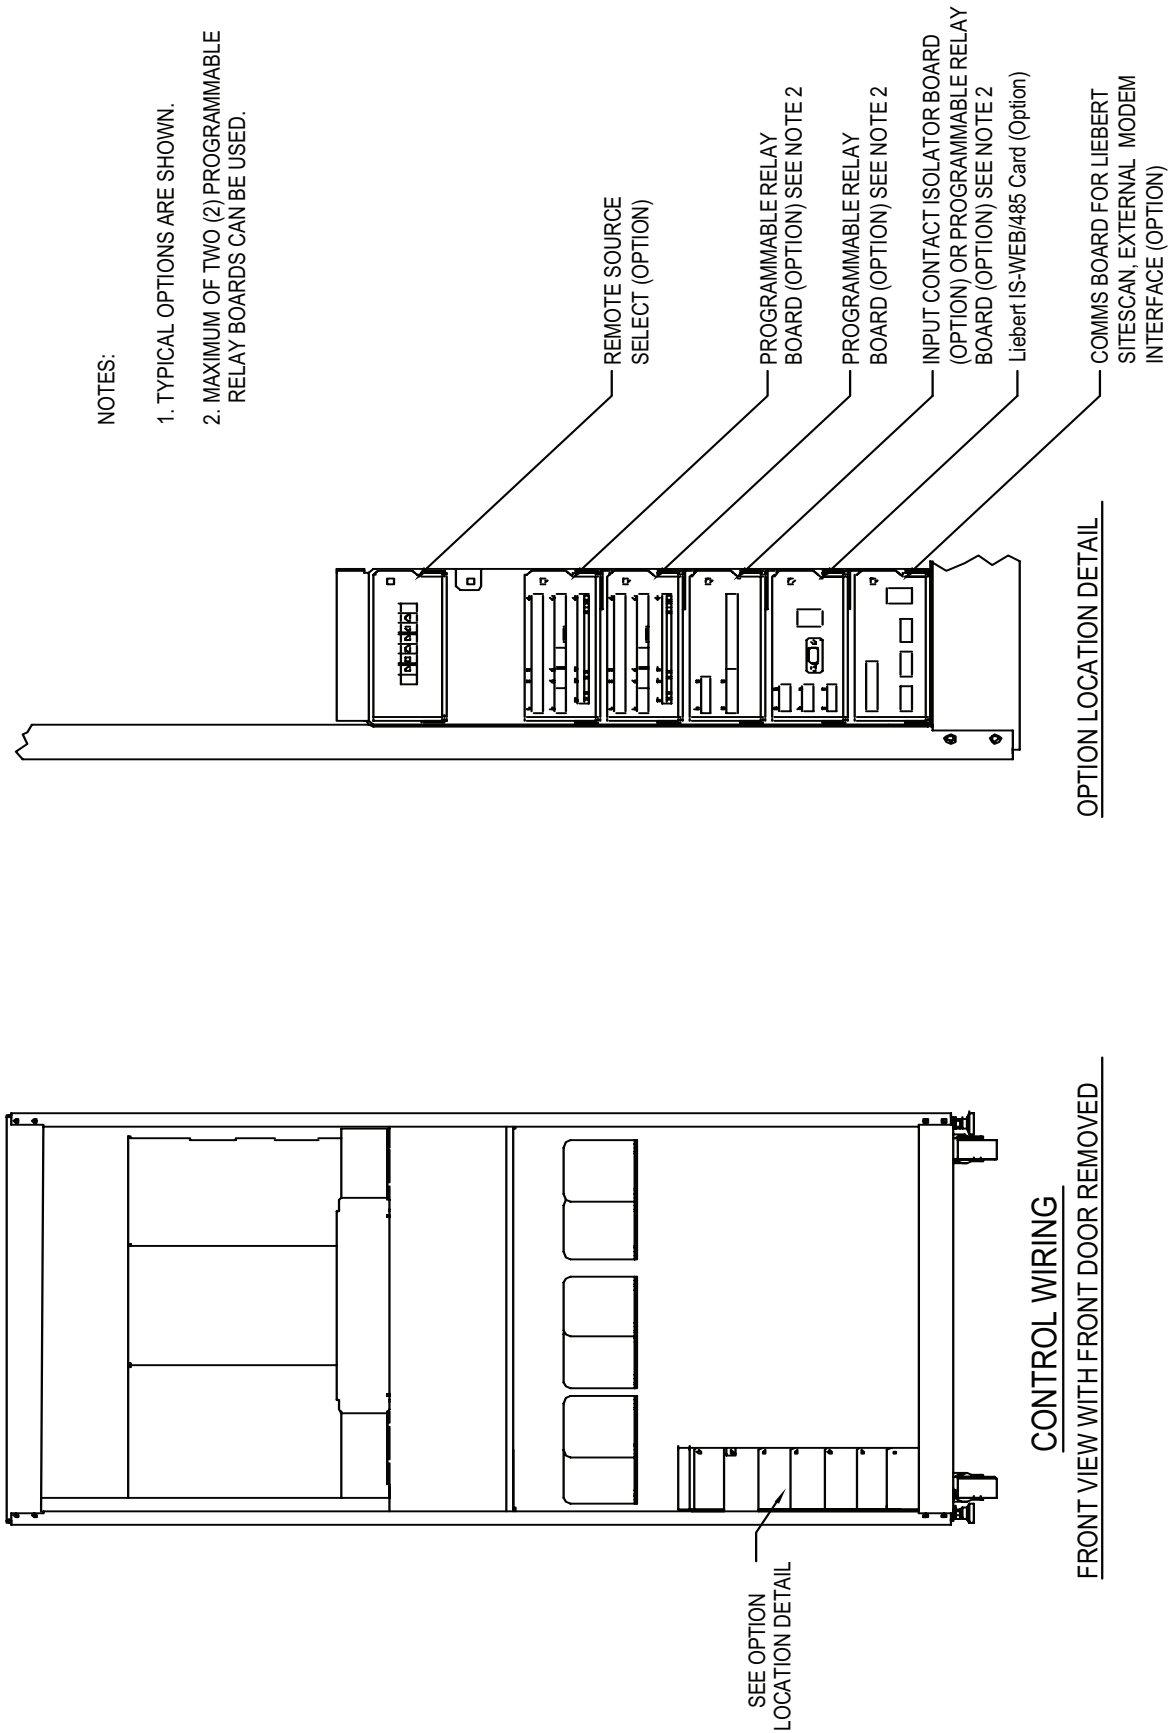 NOTES:
1. TYPICAL OPTIONS ARE SHOWN.
2. MAXIMUM OF TWO (2) PROGRAMMABLE
RELAY BOARDS CAN BE USED.
REMOTE SOURCE
SELECT (OPTION)
PROGRAMMABLE RELAY
BOARD (OPTION) SEE NOTE 2
PROGRAMMABLE RELAY
BOARD (OPTION) SEE NOTE 2
INPUT CONTACT ISOLATOR BOARD
(OPTION) OR PROGRAMMABLE RELAY
BOARD (OPTION) SEE NOTE 2
Liebert IS-WEB/485 Card (Option)
COMMS BOARD FOR LIEBERT
SITESCAN, EXTERNAL MODEM
INTERFACE (OPTION)
OPTION LOCATION DETAIL
SEE OPTION
LOCATION DETAIL
CONTROL WIRING
FRONT VIEW WITH FRONT DOOR REMOVED